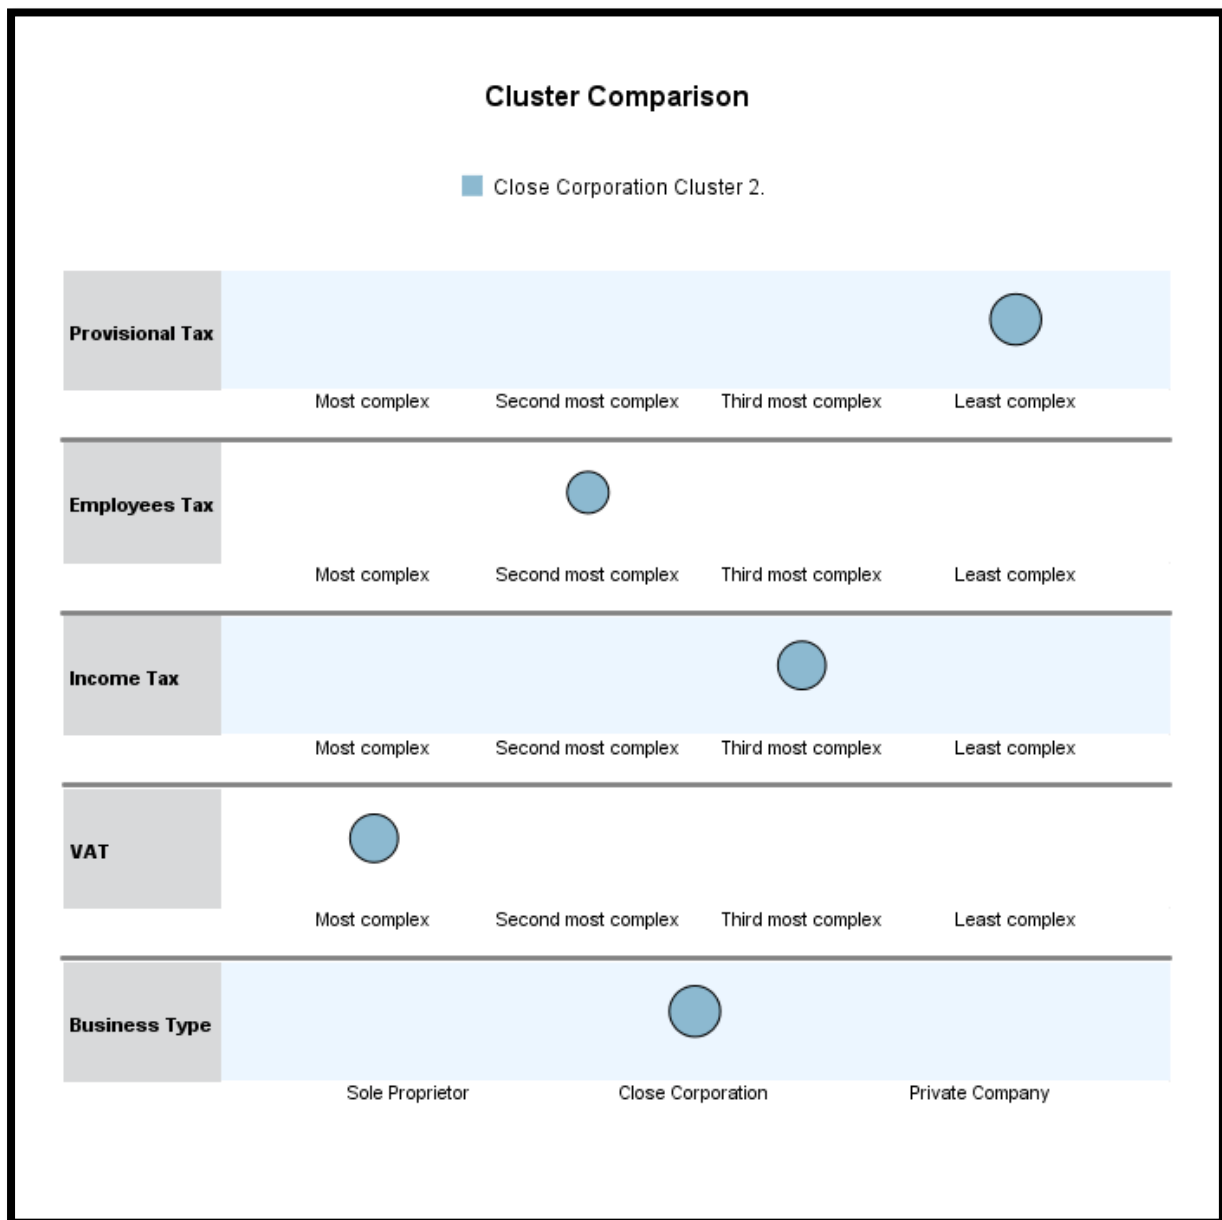 Cluster Comparison
Close Corporation Cluster 2.
Provisional Tax
Most complex Second most complex Third most complex Least complex
Employees Tax
Most complex Second most complex Third most complex Least complex
Income Tax
Most complex Second most complex Third most complex Least complex
VAT
Most complex Second most complex Third most complex Least complex
Business Type
Sole Proprietor Close Corporation Private Company